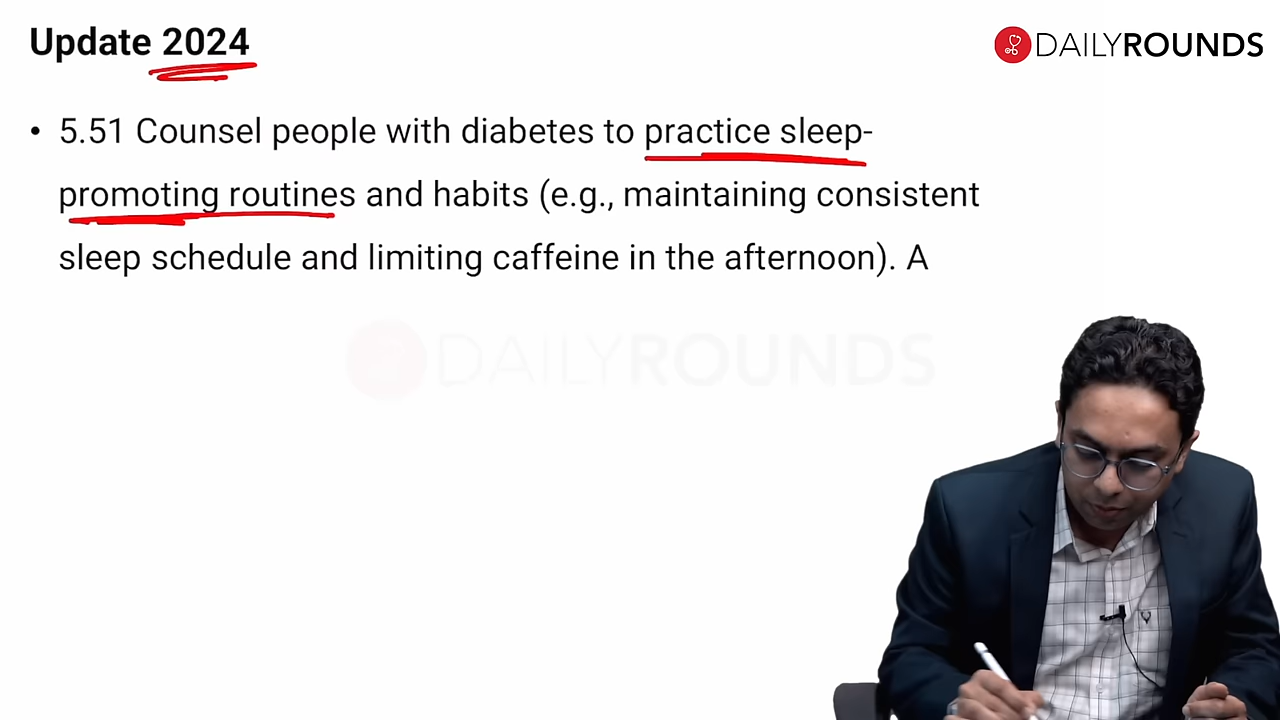 Update 2024
DAILYROUNDS
• 5.51 Counsel people with diabetes to practice sleep-
promoting routines and habits (e.g., maintaining consistent
sleep schedule and limiting caffeine in the afternoon). A
DAILYROUNDS